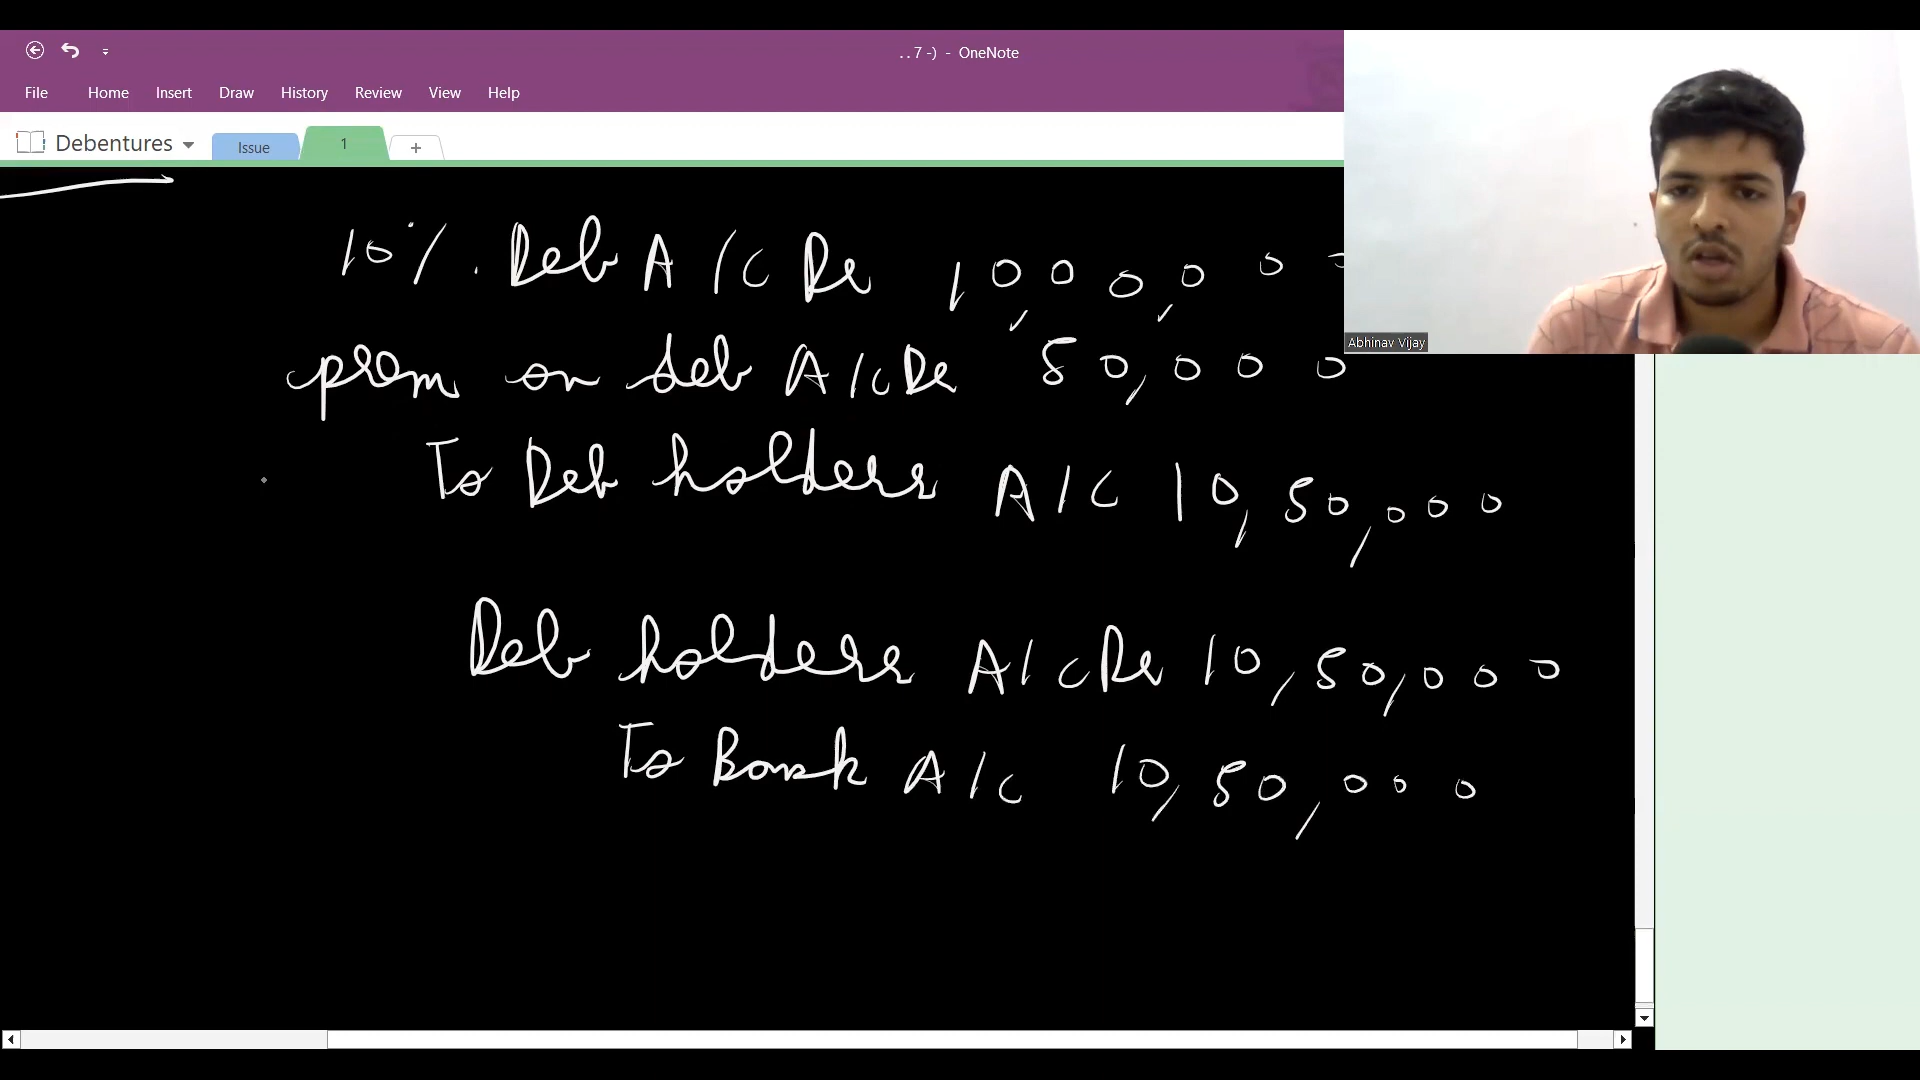 . . 7 -) - OneNote
File Home Insert Draw History Review View Help
Debentures Issue 1 +
Abhinav Vijay
10%. Deb A/C Dr 10,00,000
prem on deb A/C Dr 50,000
To Deb holders A/C 10,50,000
Deb holders A/C Dr 10,50,000
To Bank A/C 10,50,000